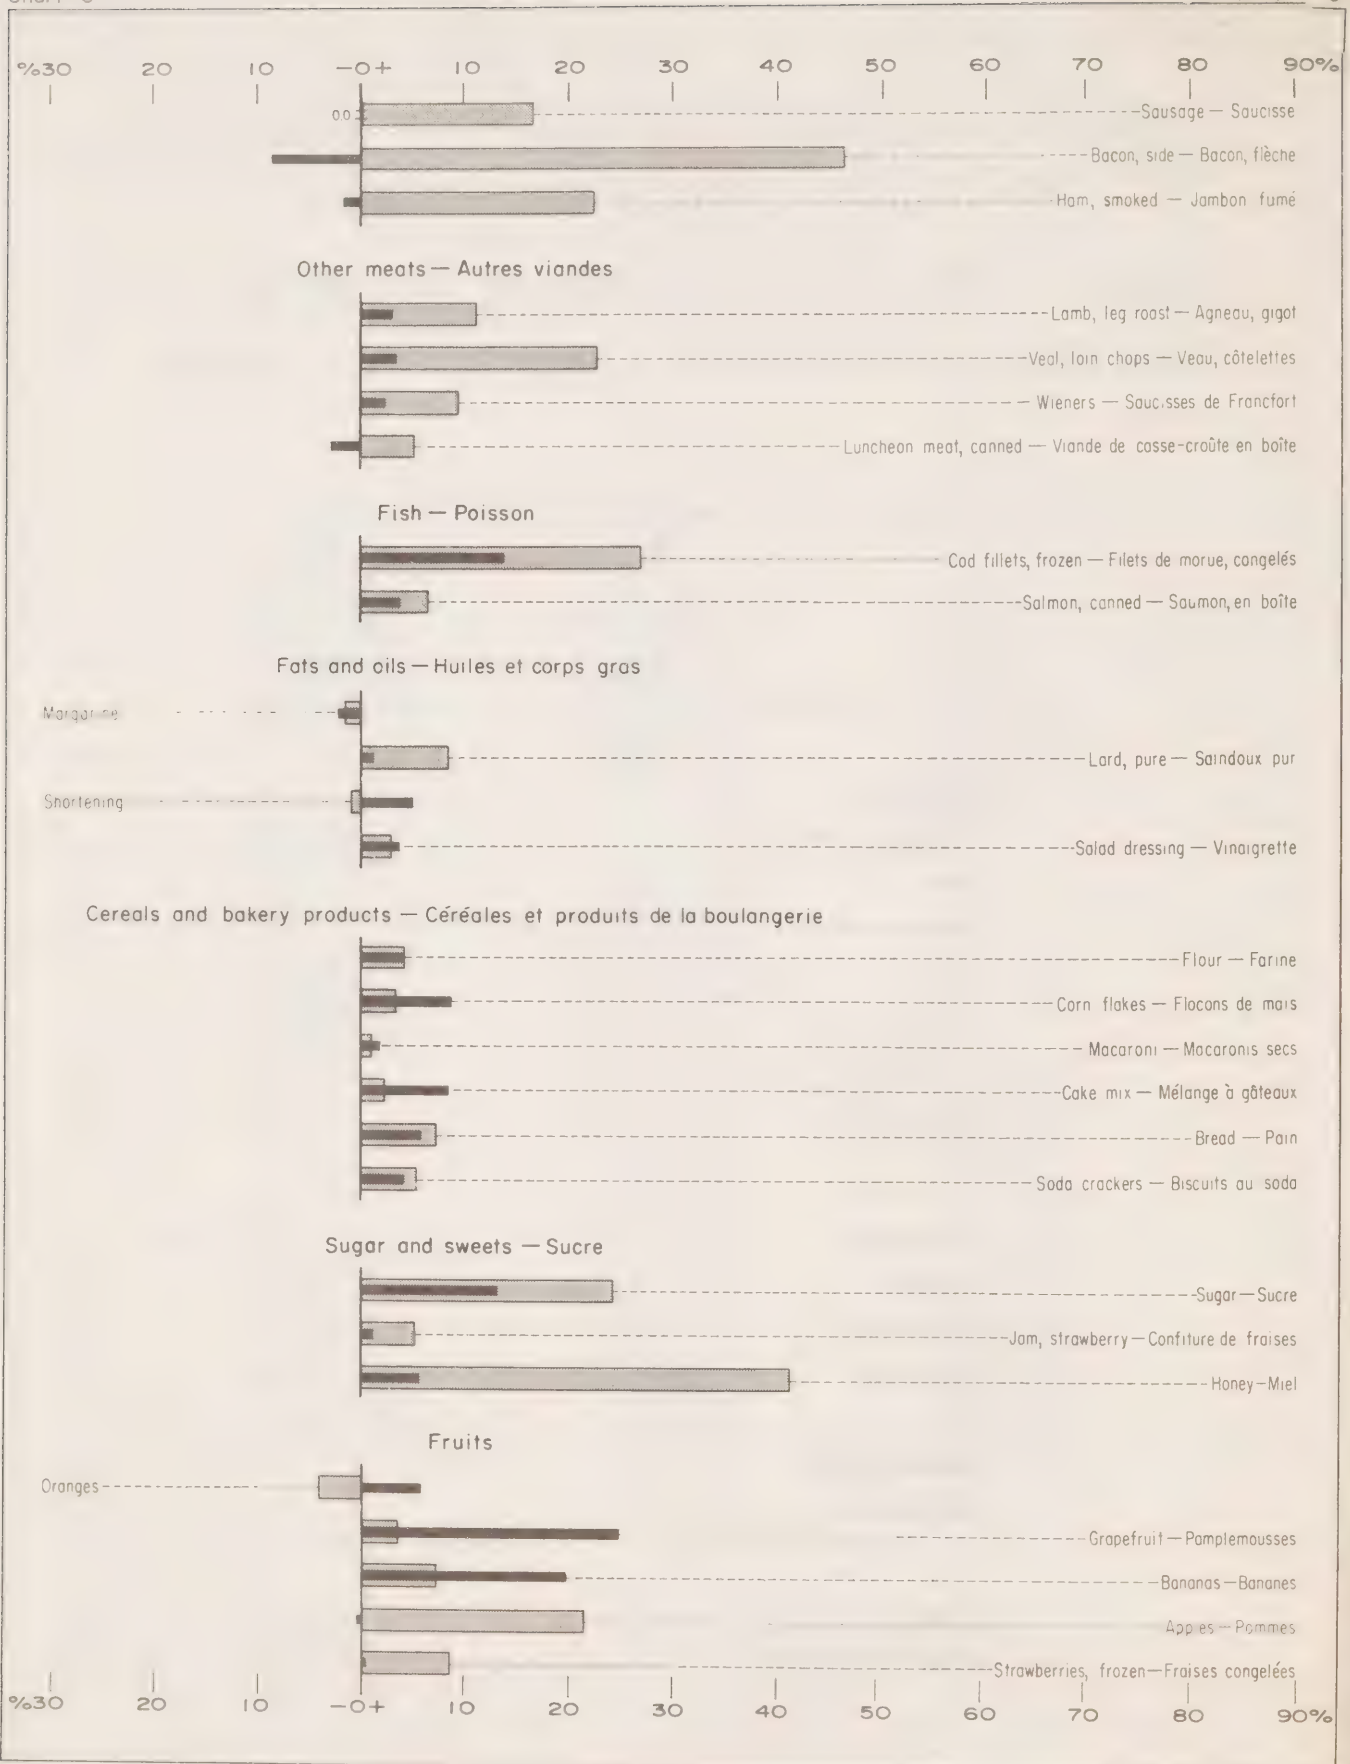 %30 20 10 -0+ 10 20 30 40 50 60 70 80 90%
0.0
Sausage — Saucisse
Bacon, side — Bacon, flèche
Ham, smoked — Jambon fumé
Other meats — Autres viandes
Lamb, leg roast — Agneau, gigot
Veal, loin chops — Veau, côtelettes
Wieners — Saucisses de Francfort
Luncheon meat, canned — Viande de casse-croûte en boîte
Fish — Poisson
Cod fillets, frozen — Filets de morue, congelés
Salmon, canned — Saumon, en boîte
Fats and oils — Huiles et corps gras
Margarine
Lard, pure — Saindoux pur
Shortening
Salad dressing — Vinaigrette
Cereals and bakery products — Céréales et produits de la boulangerie
Flour — Farine
Corn flakes — Flocons de mais
Macaroni — Macaronis secs
Cake mix — Mélange à gâteaux
Bread — Pain
Soda crackers — Biscuits au soda
Sugar and sweets — Sucre
Sugar — Sucre
Jam, strawberry — Confiture de fraises
Honey — Miel
Fruits
Oranges
Grapefruit — Pamplemousses
Bananas — Bananes
Apples — Pommes
Strawberries, frozen — Fraises congelées
%30 20 10 -0+ 10 20 30 40 50 60 70 80 90%